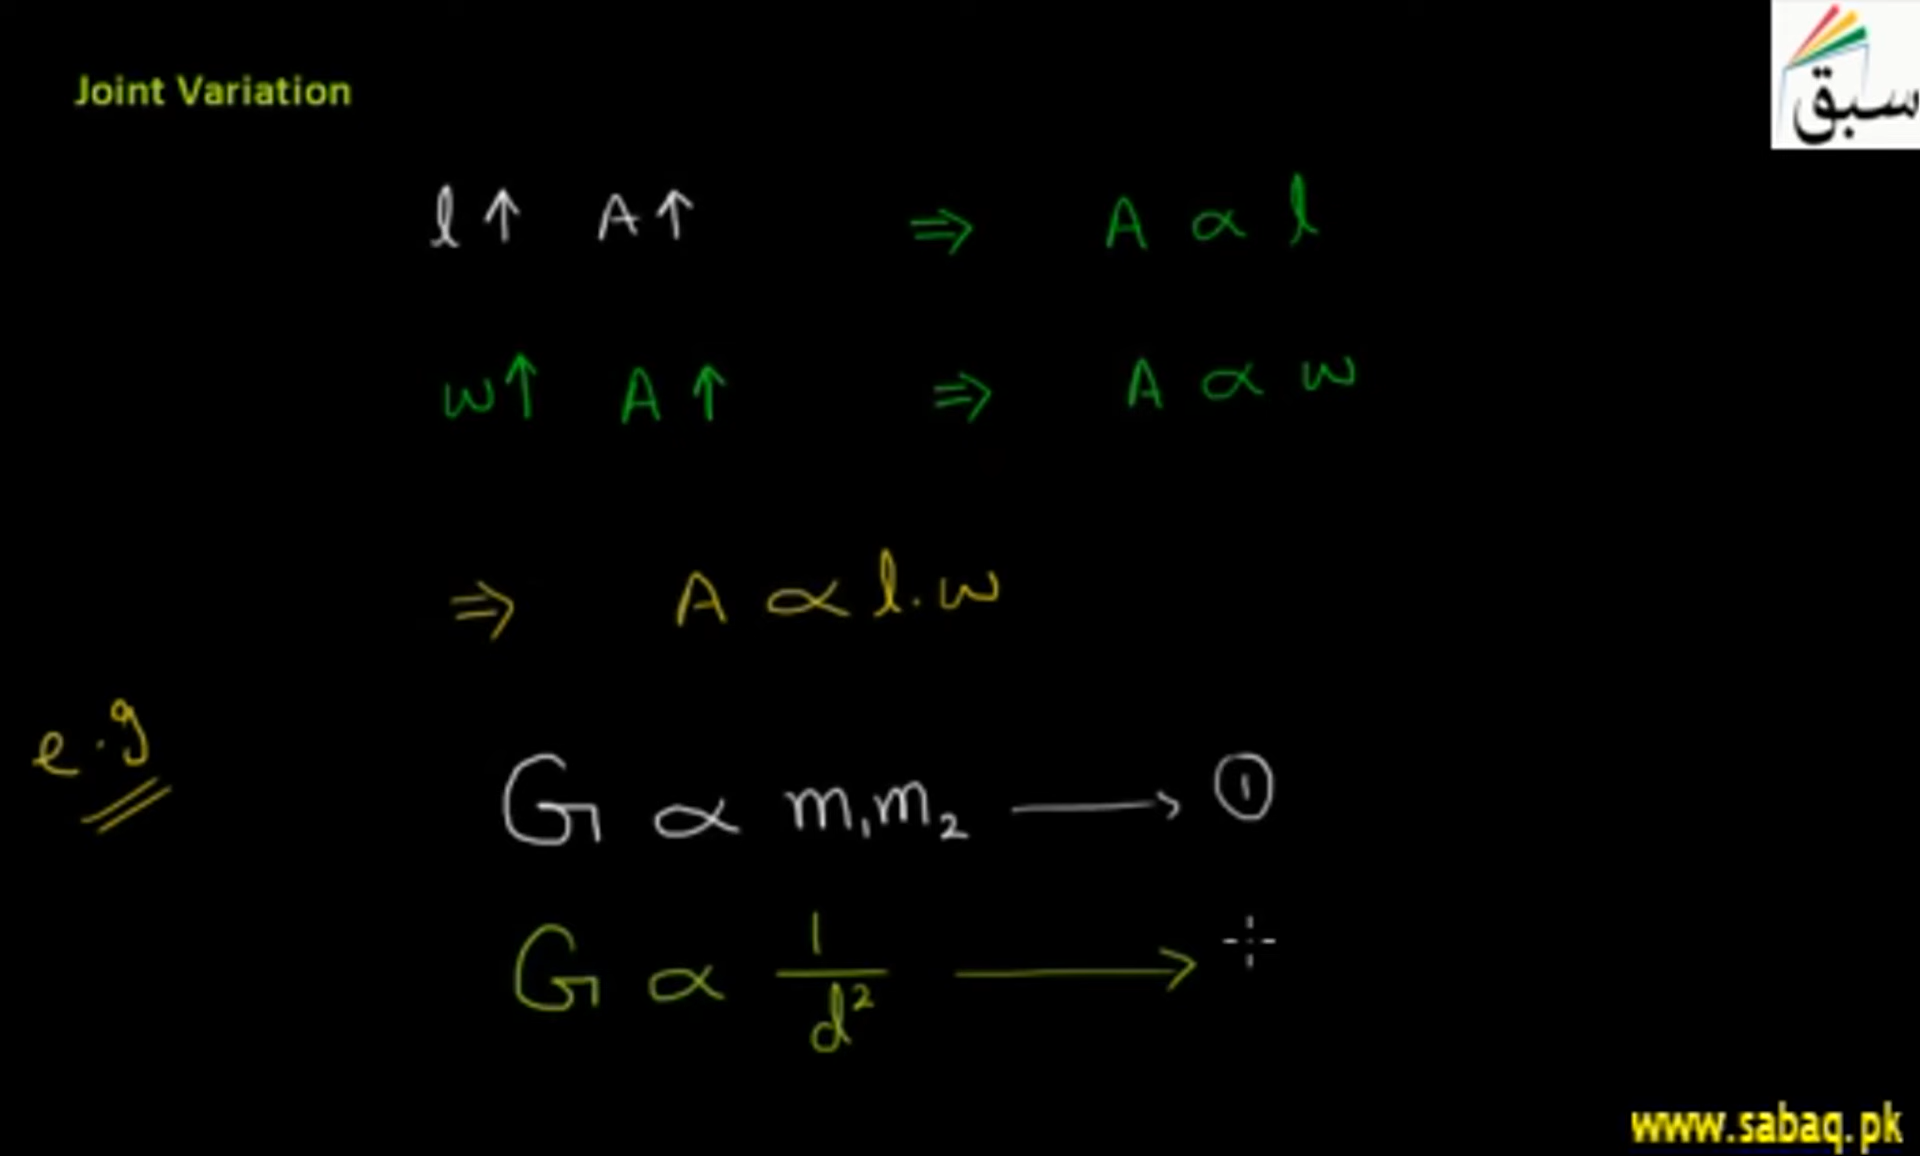 Joint Variation
سبق
l↑ A↑ ⇒ A ∝ l
w↑ A↑ ⇒ A ∝ w
⇒ A ∝ l.w
e.g
G ∝ m₁m₂ ⟶ ①
G ∝ 1/d² ⟶
www.sabaq.pk